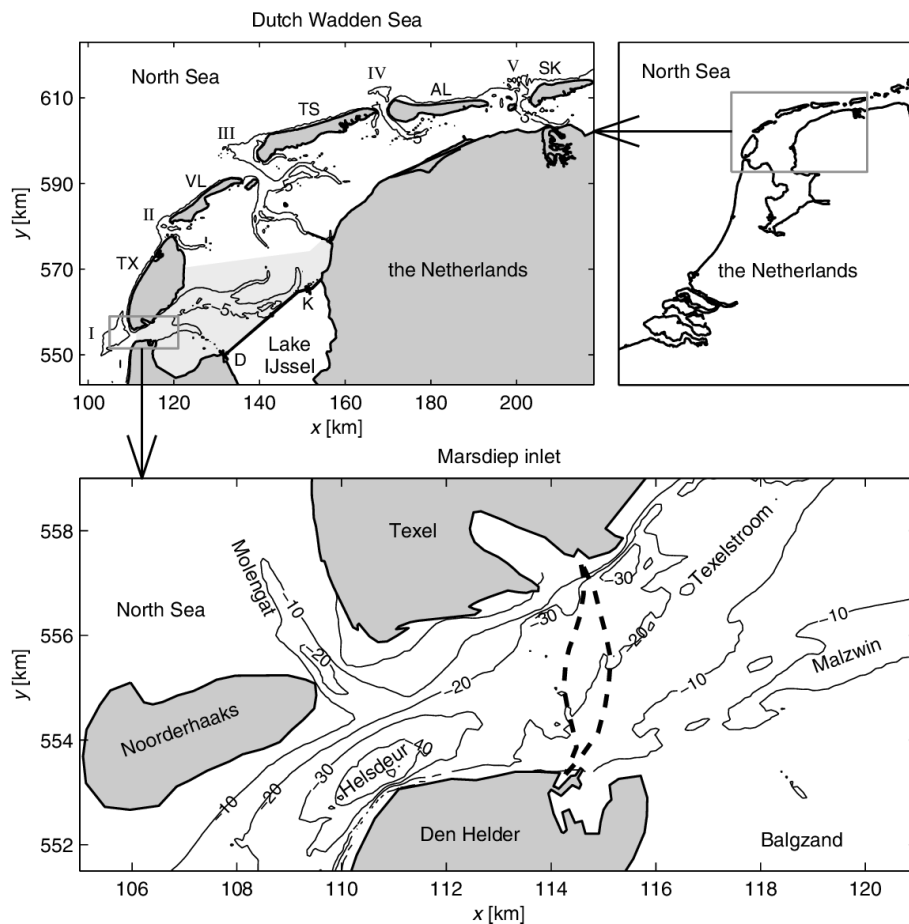 Dutch Wadden Sea
North Sea
IV
V
SK
AL
TS
III
VL
II
TX
I
the Netherlands
K
D
Lake
IJssel
610
590
570
550
y [km]
100 120 140 160 180 200
x [km]
North Sea
the Netherlands
Marsdiep inlet
Texel
Molengat
North Sea
Noorderhaaks
Helsdeur
Den Helder
Texelstroom
Malzwin
Balgzand
−10
−20
−20
−30
−30
−20
−10
−10
−10
−20
−30
40
558
556
554
552
y [km]
106 108 110 112 114 116 118 120
x [km]